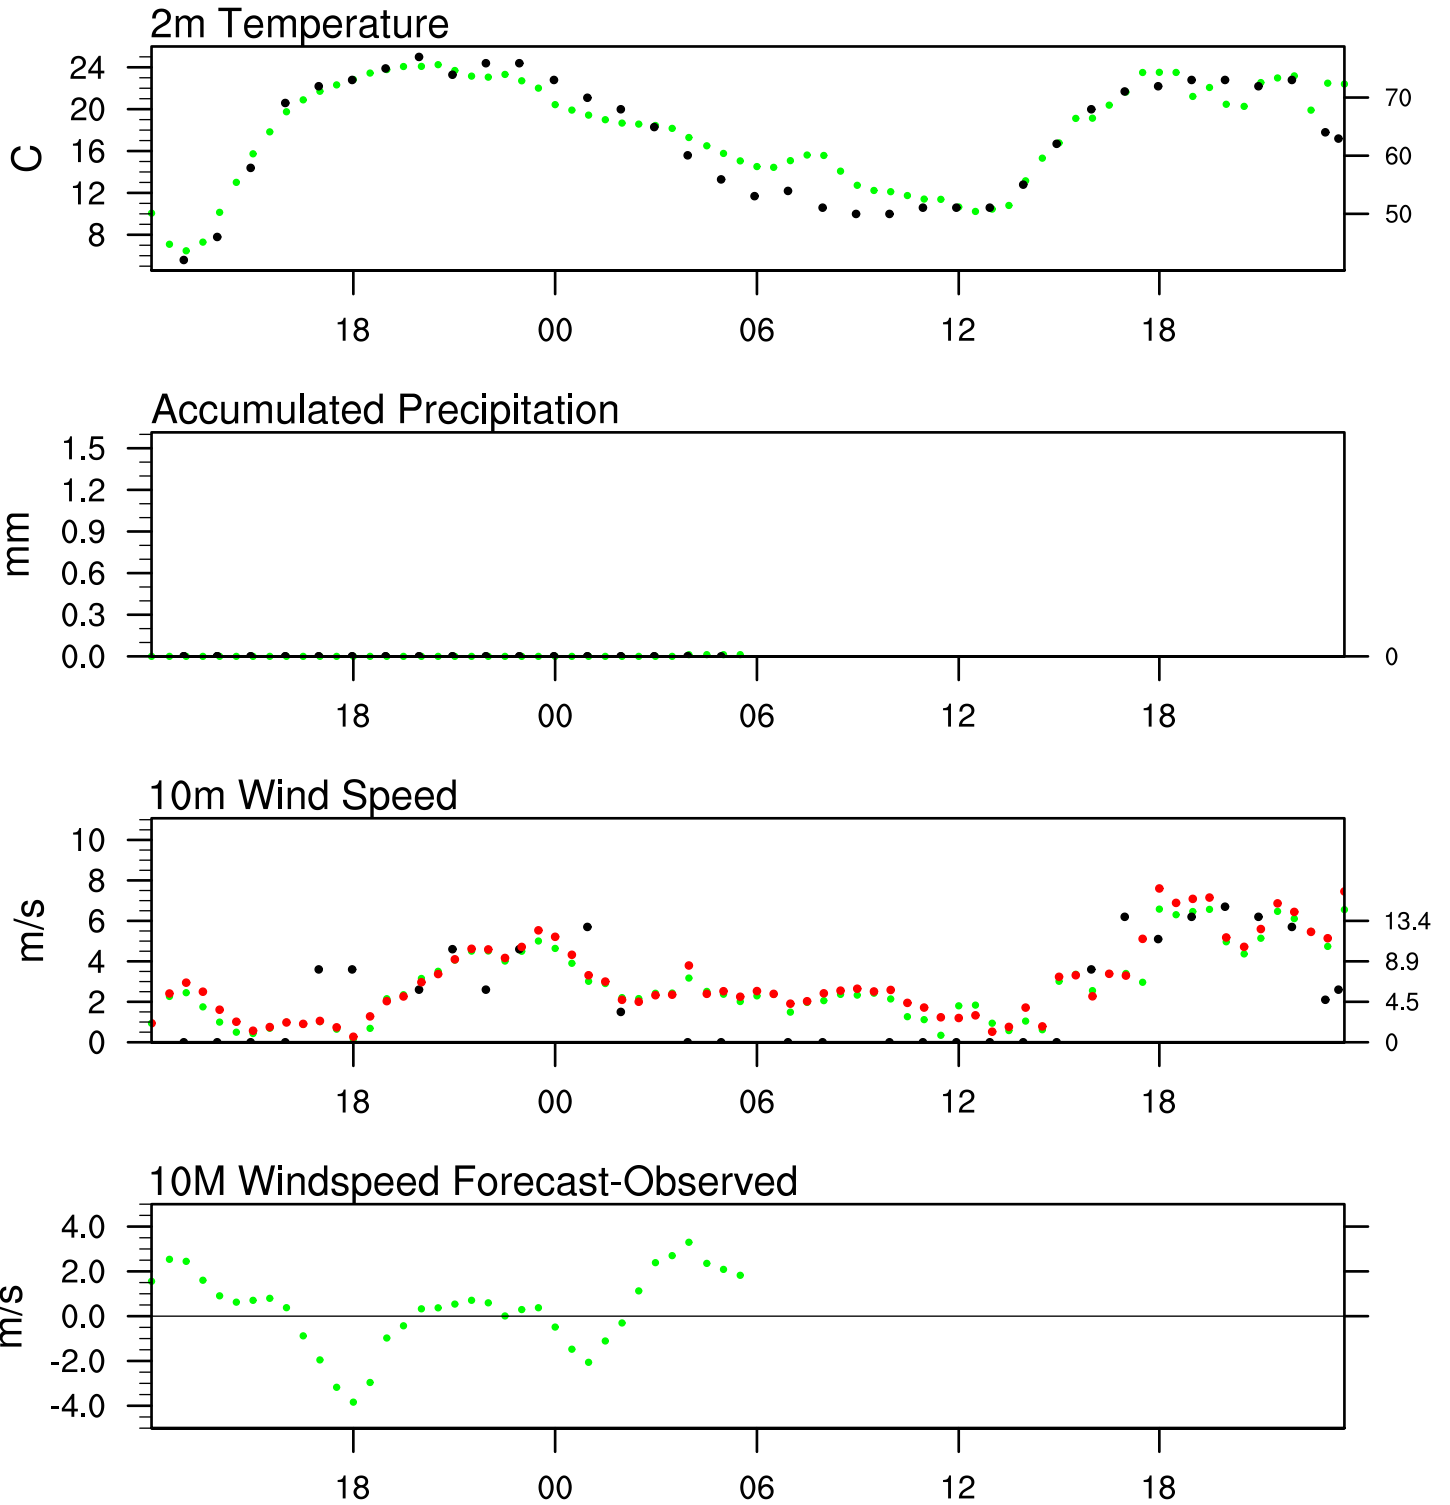 2m Temperature
24
20
16
12
8
C
70
60
50
18 00 06 12 18
Accumulated Precipitation
1.5
1.2
0.9
0.6
0.3
0.0
mm
0
18 00 06 12 18
10m Wind Speed
10
8
6
4
2
0
m/s
13.4
8.9
4.5
0
18 00 06 12 18
10M Windspeed Forecast-Observed
4.0
2.0
0.0
-2.0
-4.0
m/s
18 00 06 12 18